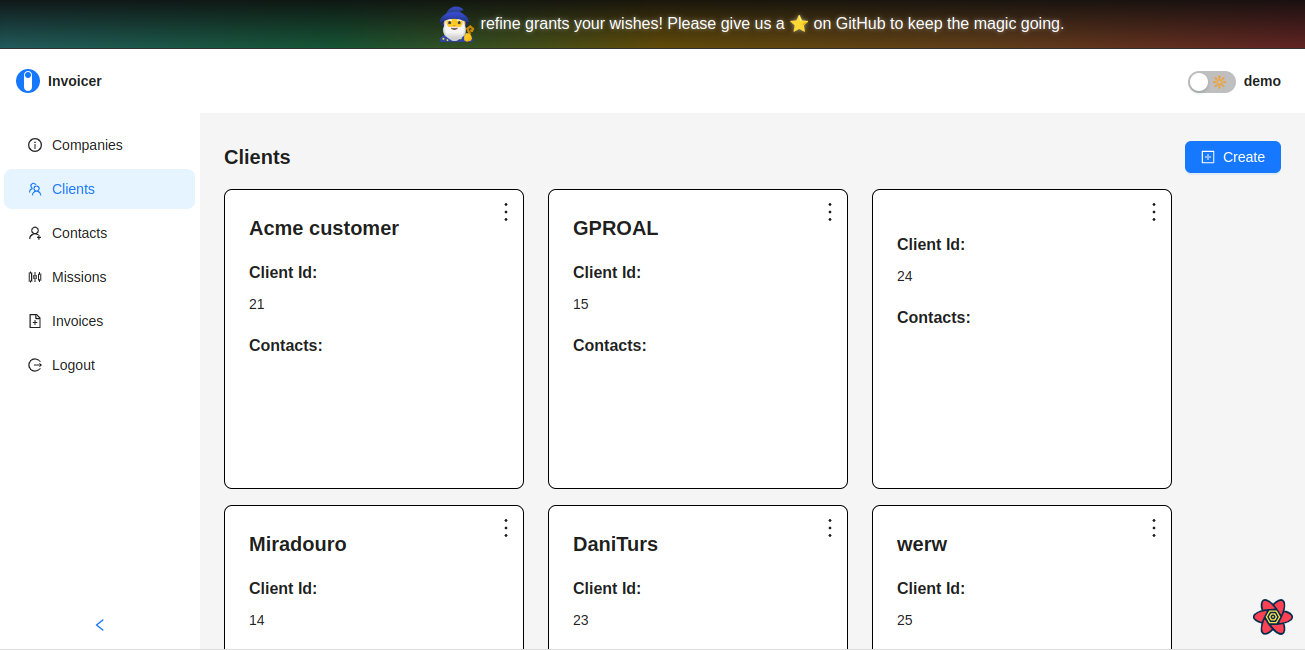 refine grants your wishes! Please give us a ⭐ on GitHub to keep the magic going.
Invoicer
demo
Companies
Clients
Contacts
Missions
Invoices
Logout
Clients
Create
Acme customer
Client Id:
21
Contacts:
GPROAL
Client Id:
15
Contacts:
Client Id:
24
Contacts:
Miradouro
Client Id:
14
DaniTurs
Client Id:
23
werw
Client Id:
25